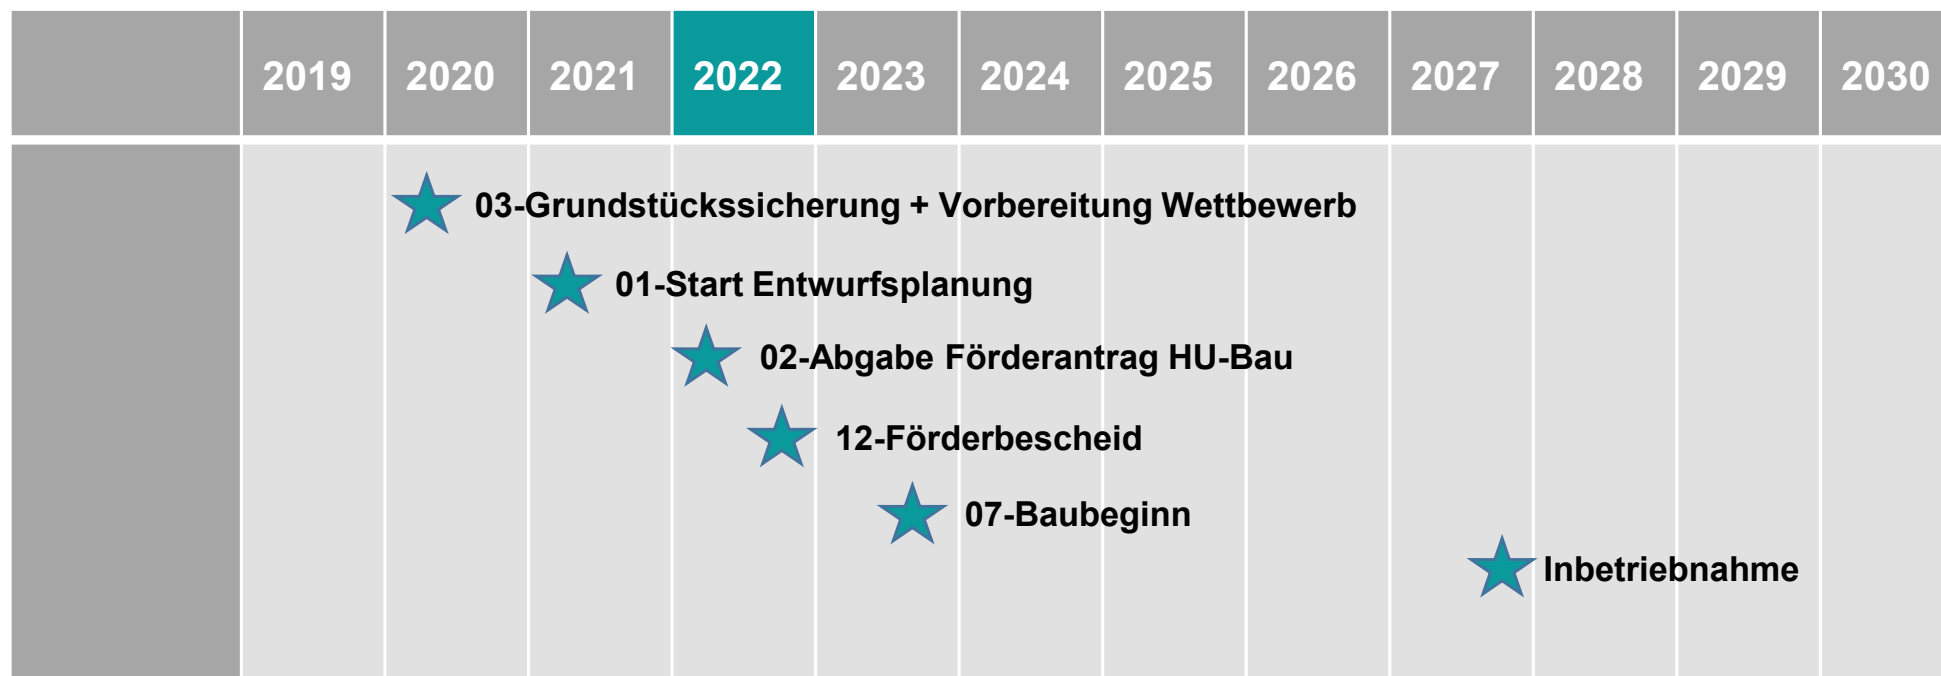 2019 2020 2021 2022 2023 2024 2025 2026 2027 2028 2029 2030
03-Grundstückssicherung + Vorbereitung Wettbewerb
01-Start Entwurfsplanung
02-Abgabe Förderantrag HU-Bau
12-Förderbescheid
07-Baubeginn
Inbetriebnahme